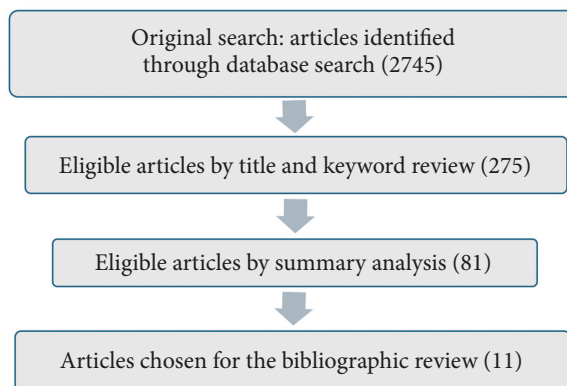 Original search: articles identified
through database search (2745)
Eligible articles by title and keyword review (275)
Eligible articles by summary analysis (81)
Articles chosen for the bibliographic review (11)